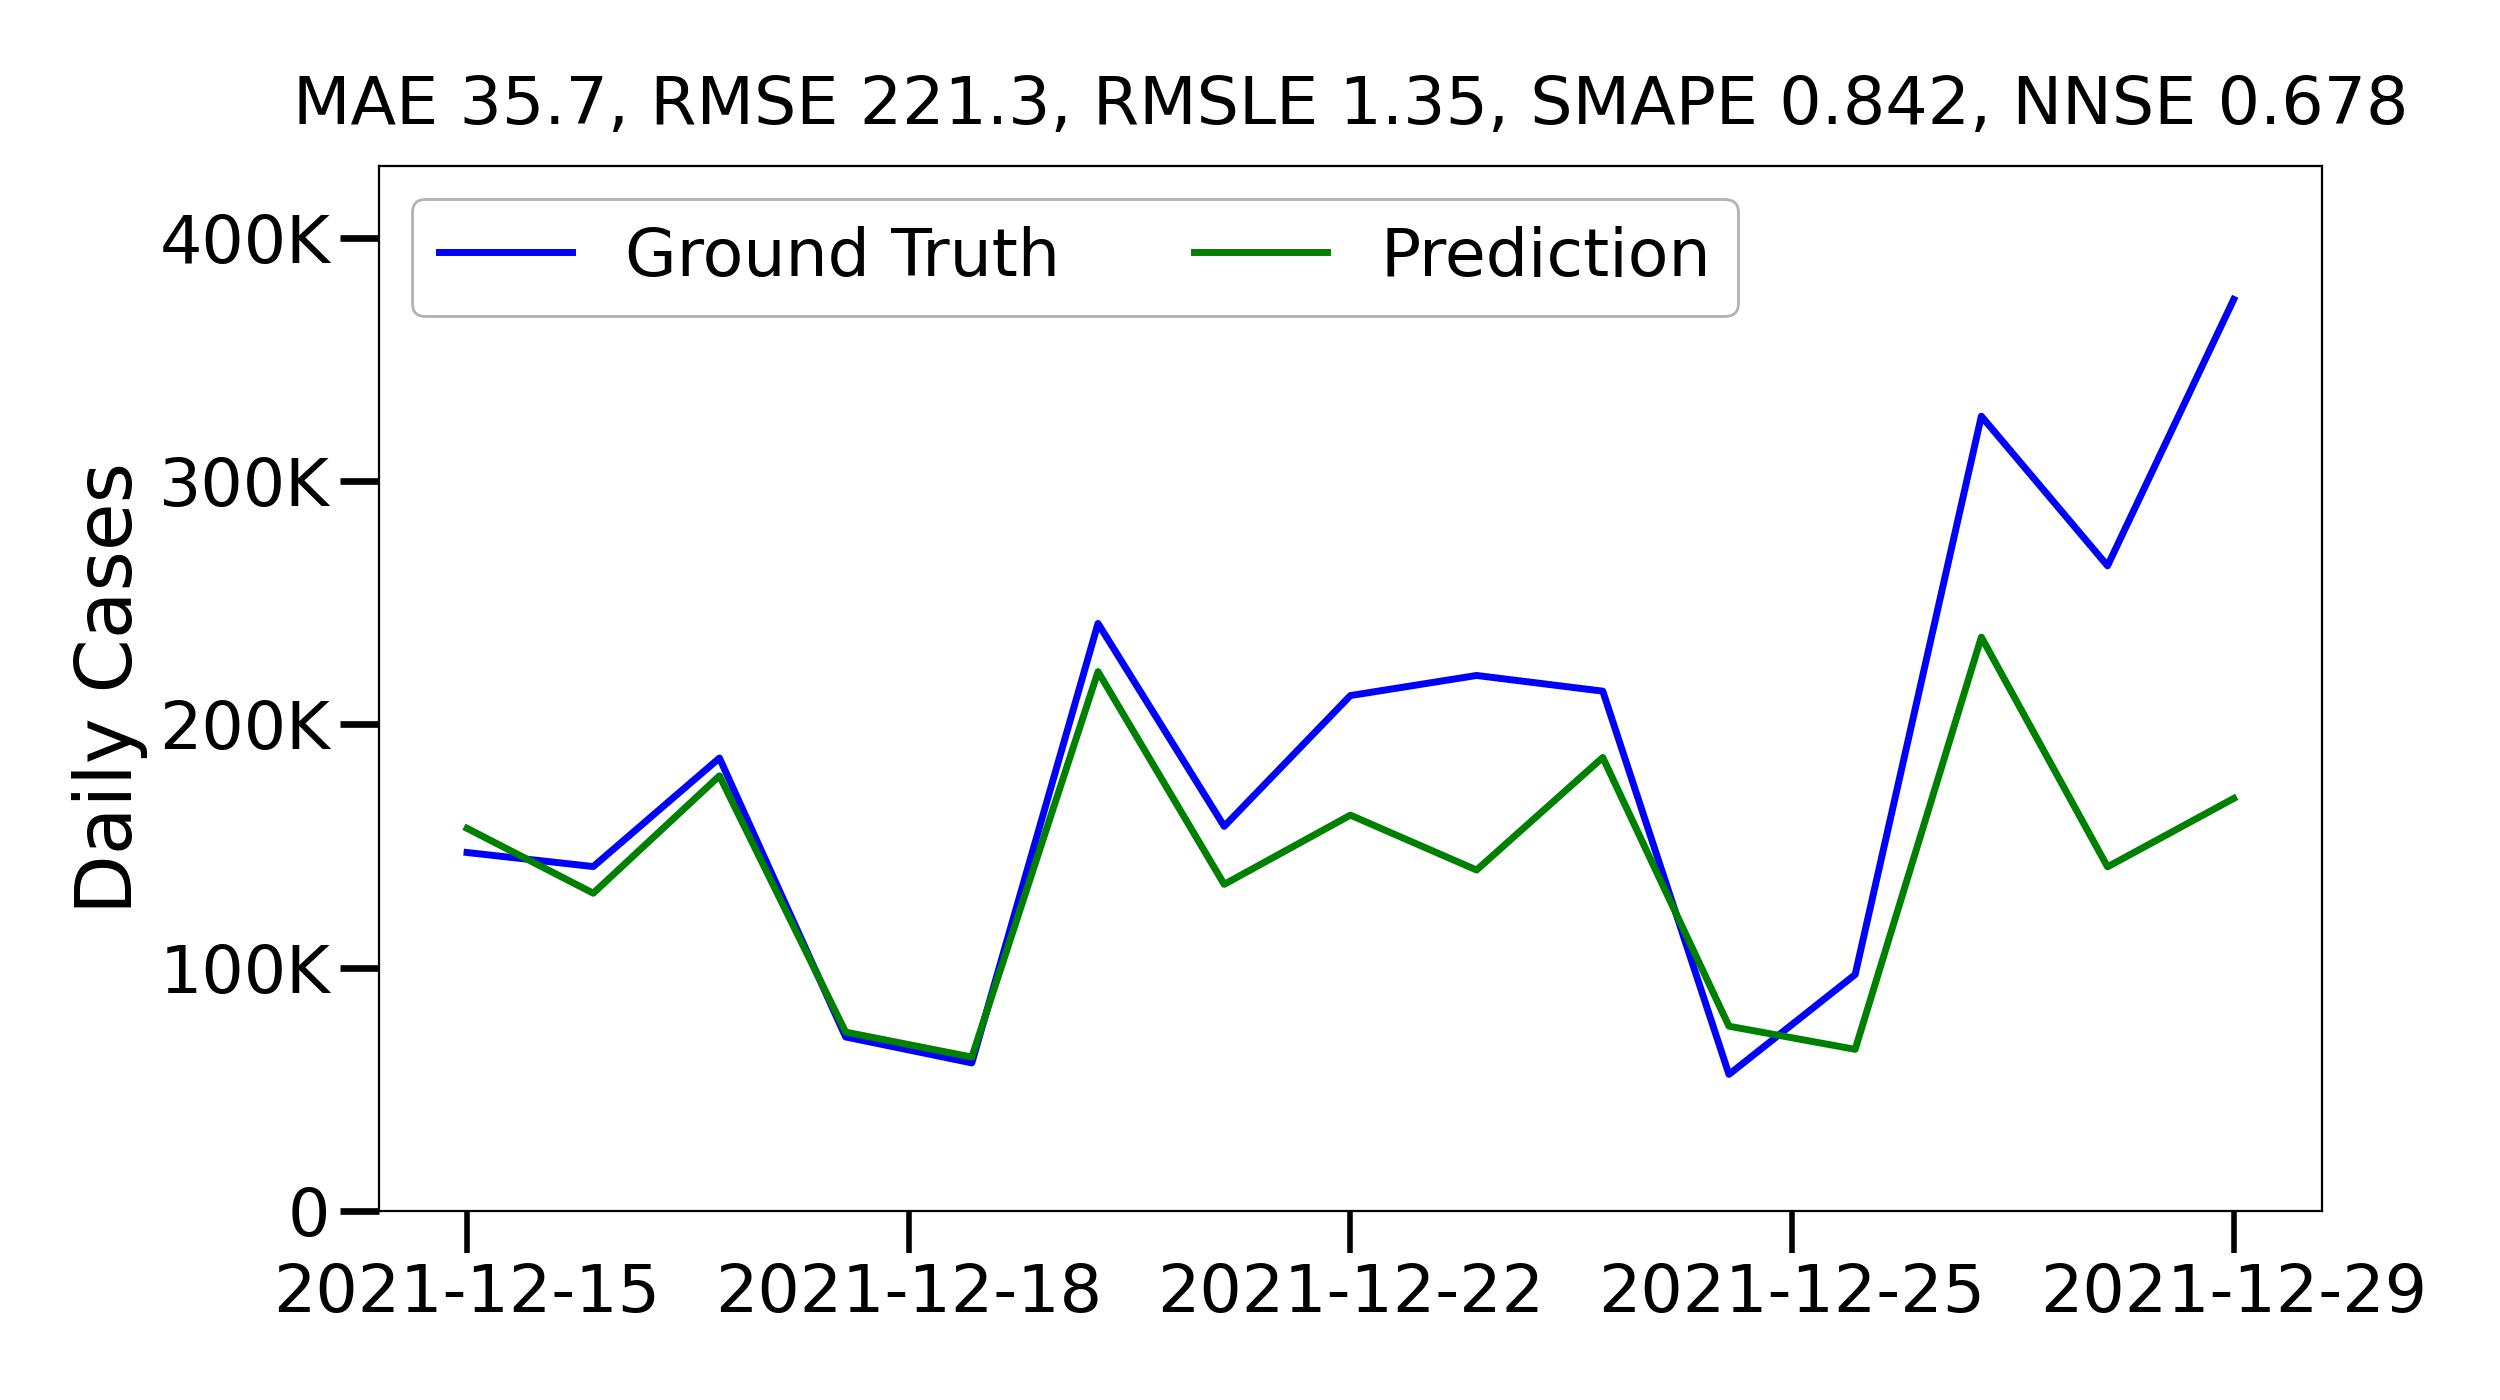 MAE 35.7, RMSE 221.3, RMSLE 1.35, SMAPE 0.842, NNSE 0.678
Ground Truth Prediction
Daily Cases
400K
300K
200K
100K
0
2021-12-15 2021-12-18 2021-12-22 2021-12-25 2021-12-29